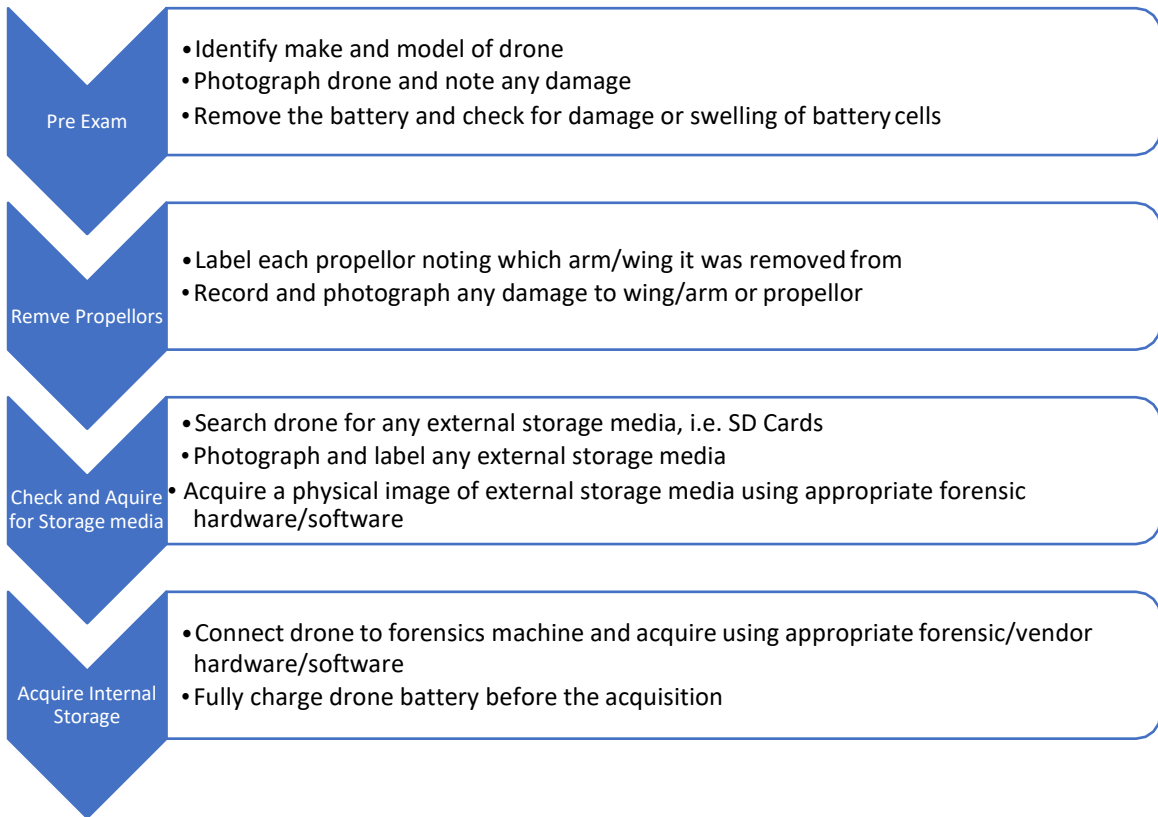 Pre Exam
•Identify make and model of drone
•Photograph drone and note any damage
•Remove the battery and check for damage or swelling of battery cells
Remve Propellors
•Label each propellor noting which arm/wing it was removed from
•Record and photograph any damage to wing/arm or propellor
Check and Aquire
for Storage media
•Search drone for any external storage media, i.e. SD Cards
•Photograph and label any external storage media
• Acquire a physical image of external storage media using appropriate forensic
hardware/software
Acquire Internal
Storage
•Connect drone to forensics machine and acquire using appropriate forensic/vendor
hardware/software
•Fully charge drone battery before the acquisition